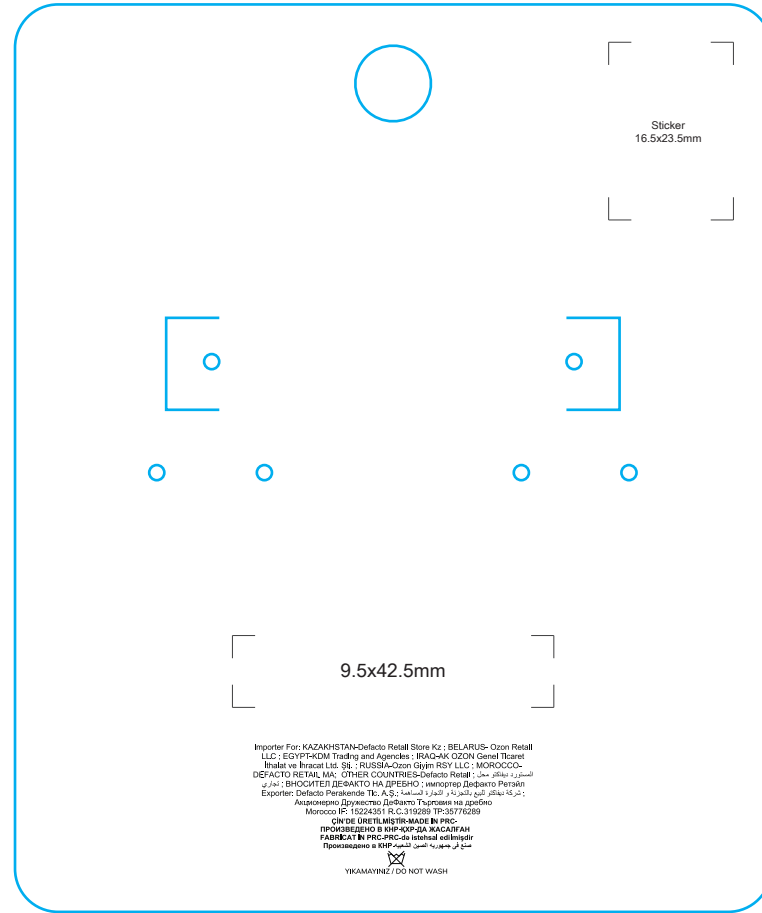 Sticker
16.5x23.5mm
9.5x42.5mm
Importer For: KAZAKHSTAN-Defacto Retail Store Kz ; BELARUS- Ozon Retail
LLC ; EGYPT-KDM Trading and Agencies ; IRAQ-AK OZON Genel Ticaret
İthalat ve İhracat Ltd. Şti. ; RUSSIA-Ozon Giyim RSY LLC ; MOROCCO-
DEFACTO RETAIL MA; OTHER COUNTRIES-Defacto Retail ; المستورد ديفاكتو محل
تجاري ; ВНОСИТЕЛ ДЕФАКТО НА ДРЕБНО ; импортер Дефакто Ретэйл
Exporter: Defacto Perakende Tic. A.Ş.; شركة ديفاكتو للبيع بالتجزئة و التجارة المساهمة ;
Акционерно Дружество ДеФакто Търговия на дребно
Morocco IF: 15224351 R.C.319289 TP:35776289
ÇİN'DE ÜRETİLMİŞTİR-MADE IN PRC-
ПРОИЗВЕДЕНО В КНР-ҚХР-ДА ЖАСАЛҒАН
FABRİCAT İN PRC-PRC-də istehsal edilmişdir
Произведено в КНР-صنع في جمهوريه الصين الشعبيه
YIKAMAYINIZ / DO NOT WASH